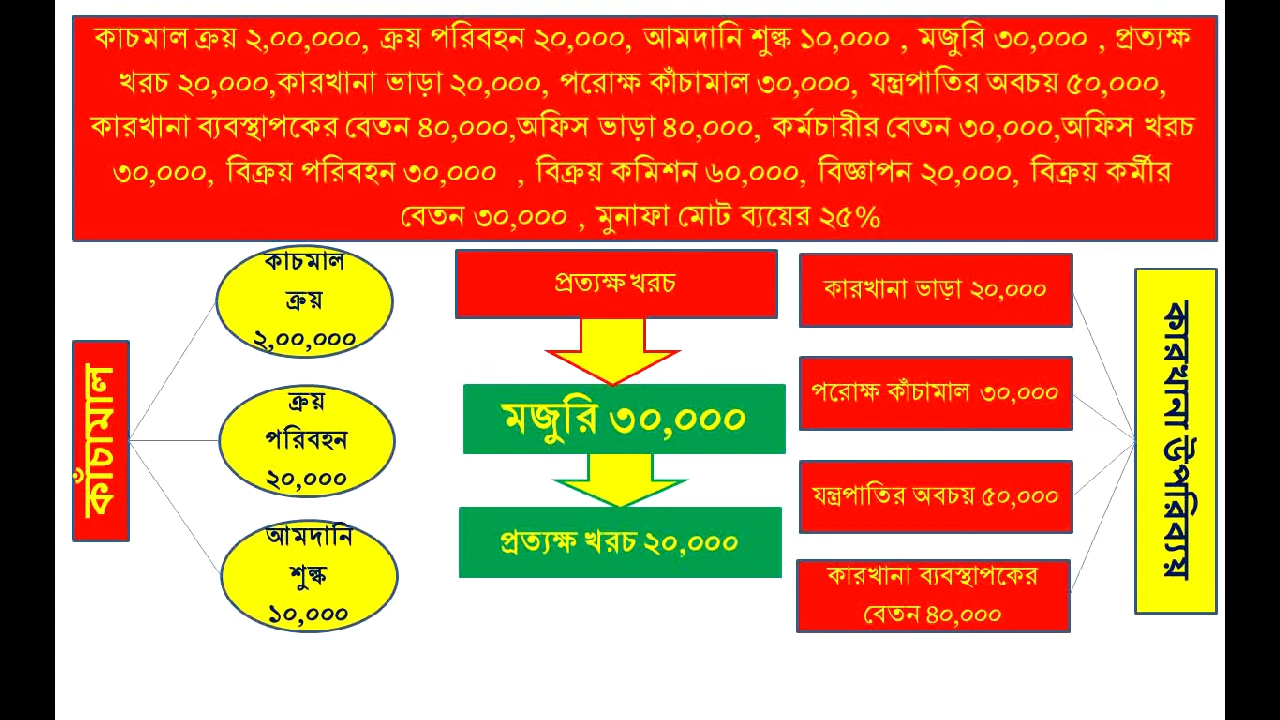 কাচমাল ক্রয় ২,০০,০০০, ক্রয় পরিবহন ২০,০০০, আমদানি শুল্ক ১০,০০০ , মজুরি ৩০,০০০ , প্রত্যক্ষ
খরচ ২০,০০০,কারখানা ভাড়া ২০,০০০, পরোক্ষ কাঁচামাল ৩০,০০০, যন্ত্রপাতির অবচয় ৫০,০০০,
কারখানা ব্যবস্থাপকের বেতন ৪০,০০০,অফিস ভাড়া ৪০,০০০, কর্মচারীর বেতন ৩০,০০০,অফিস খরচ
৩০,০০০, বিক্রয় পরিবহন ৩০,০০০ , বিক্রয় কমিশন ৬০,০০০, বিজ্ঞাপন ২০,০০০, বিক্রয় কর্মীর
বেতন ৩০,০০০ , মুনাফা মোট ব্যয়ের ২৫%
কাঁচামাল
কাচমাল
ক্রয়
২,০০,০০০
ক্রয়
পরিবহন
২০,০০০
আমদানি
শুল্ক
১০,০০০
প্রত্যক্ষ খরচ
মজুরি ৩০,০০০
প্রত্যক্ষ খরচ ২০,০০০
কারখানা ভাড়া ২০,০০০
পরোক্ষ কাঁচামাল ৩০,০০০
যন্ত্রপাতির অবচয় ৫০,০০০
কারখানা ব্যবস্থাপকের
বেতন ৪০,০০০
কারখানা উপরিব্যয়